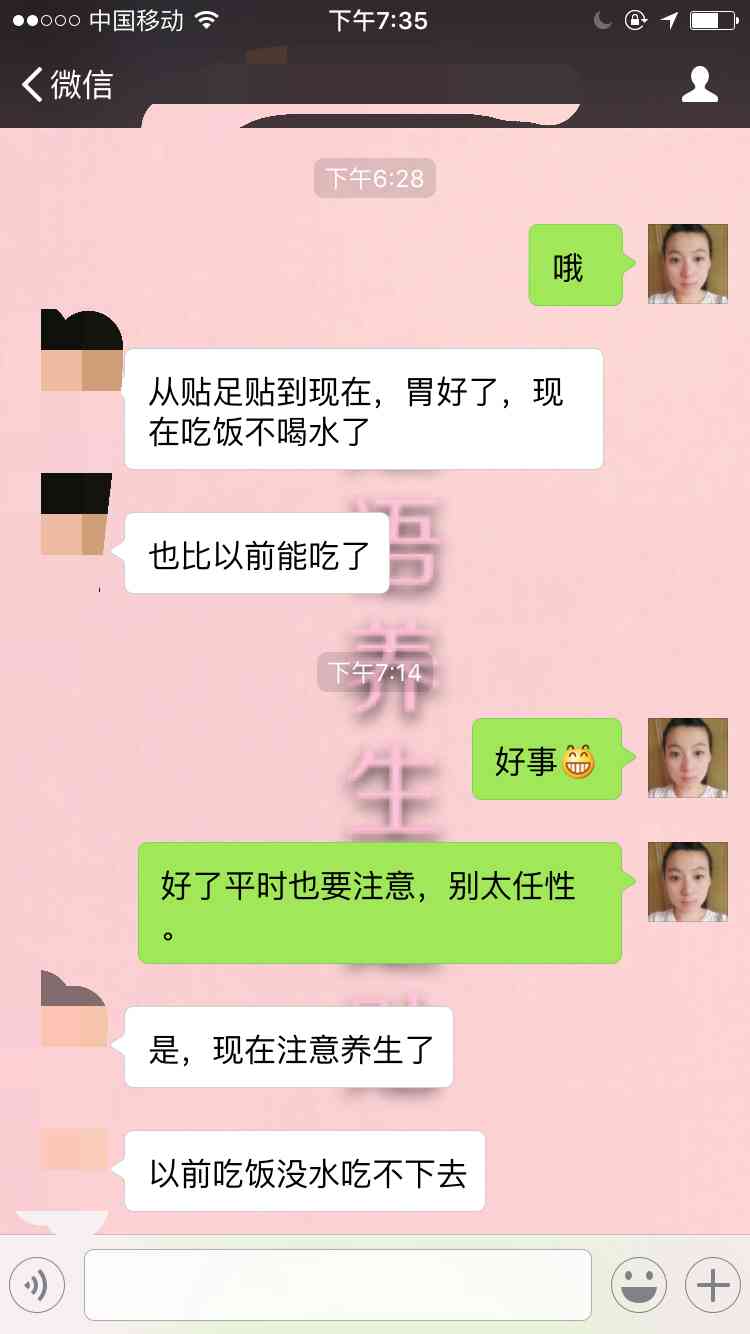 中国移动
下午7:35
微信
下午6:28
哦
从贴足贴到现在，胃好了，现
在吃饭不喝水了
也比以前能吃了
语
养
生
下午7:14
好事😁
好了平时也要注意，别太任性
。
是，现在注意养生了
以前吃饭没水吃不下去